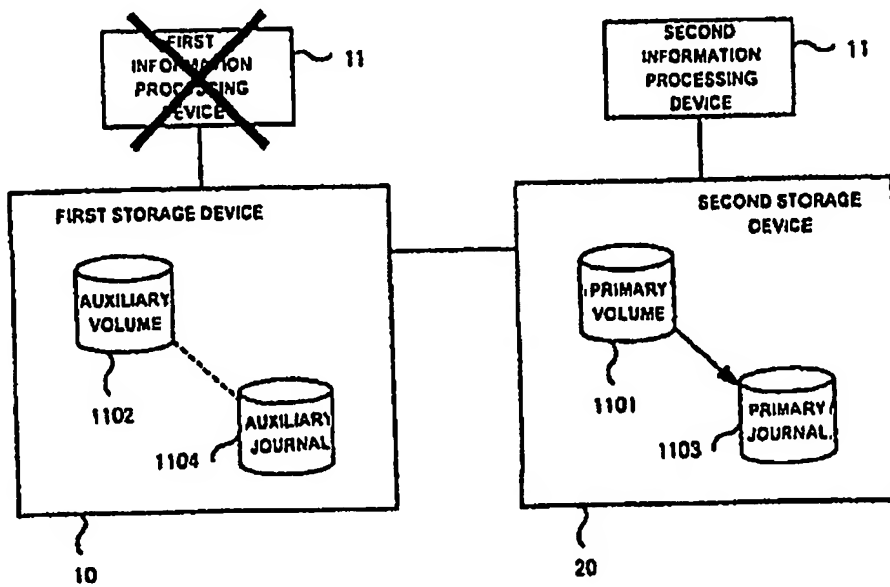 FIRST
INFORMATION
PROCESSING
DEVICE
11
SECOND
INFORMATION
PROCESSING
DEVICE
11
FIRST STORAGE DEVICE
AUXILIARY
VOLUME
1102
AUXILIARY
JOURNAL
1104
10
SECOND STORAGE
DEVICE
PRIMARY
VOLUME
1101
PRIMARY
JOURNAL
1103
20